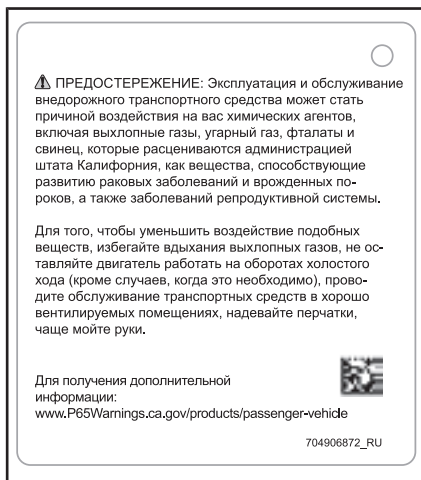 ⚠ ПРЕДОСТЕРЕЖЕНИЕ: Эксплуатация и обслуживание
внедорожного транспортного средства может стать
причиной воздействия на вас химических агентов,
включая выхлопные газы, угарный газ, фталаты и
свинец, которые расцениваются администрацией
штата Калифорния, как вещества, способствующие
развитию раковых заболеваний и врожденных по-
роков, а также заболеваний репродуктивной системы.
Для того, чтобы уменьшить воздействие подобных
веществ, избегайте вдыхания выхлопных газов, не ос-
тавляйте двигатель работать на оборотах холостого
хода (кроме случаев, когда это необходимо), прово-
дите обслуживание транспортных средств в хорошо
вентилируемых помещениях, надевайте перчатки,
чаще мойте руки.
Для получения дополнительной
информации:
www.P65Warnings.ca.gov/products/passenger-vehicle
704906872_RU